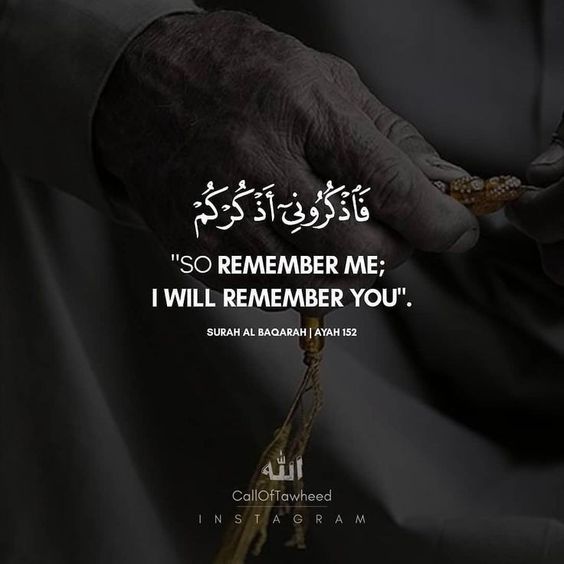 فَٱذْكُرُونِىٓ أَذْكُرْكُمْ
"SO REMEMBER ME;
I WILL REMEMBER YOU".
SURAH AL BAQARAH | AYAH 152
الله
CallOfTawheed
INSTAGRAM